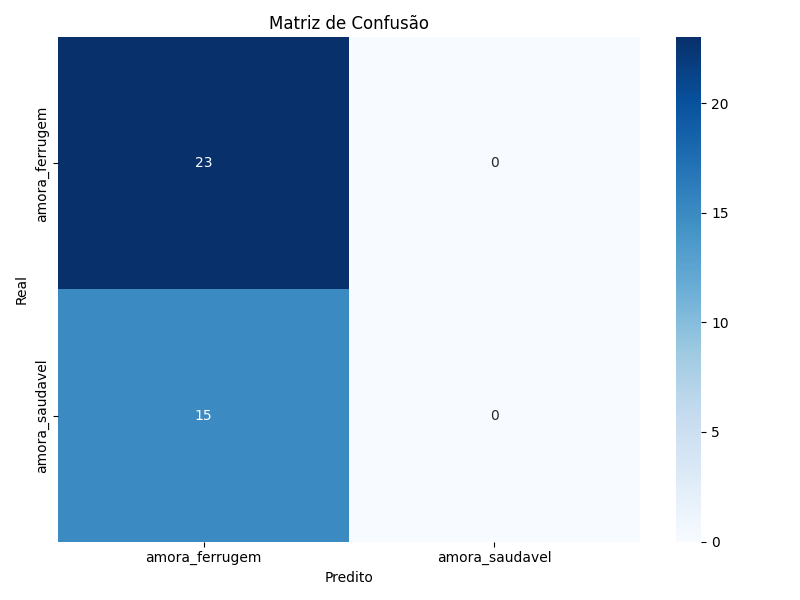 Matriz de Confusão
amora_ferrugem
23
0
amora_saudavel
15
0
Real
amora_ferrugem
amora_saudavel
Predito
20
15
10
5
0